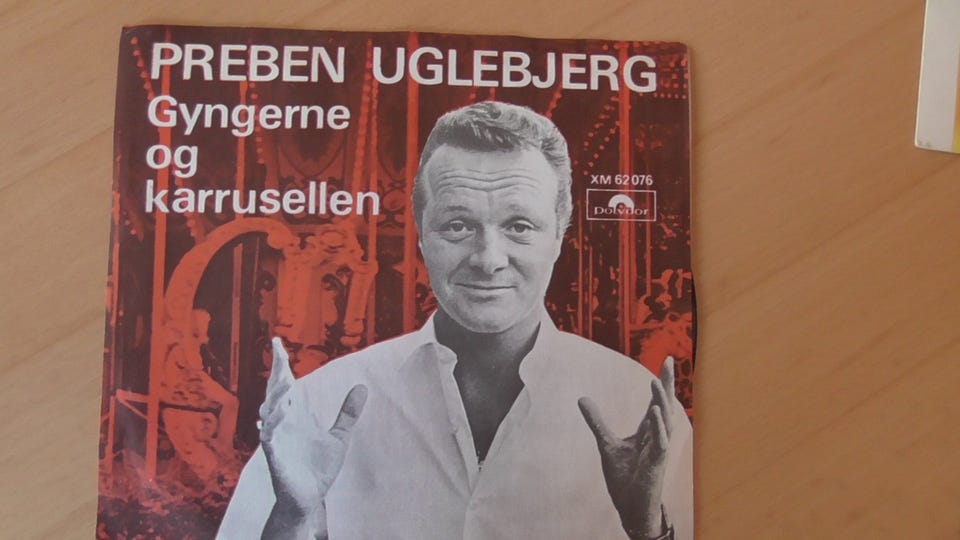 PREBEN UGLEBJERG
Gyngerne
og
karrusellen
XM 62 076
polydor